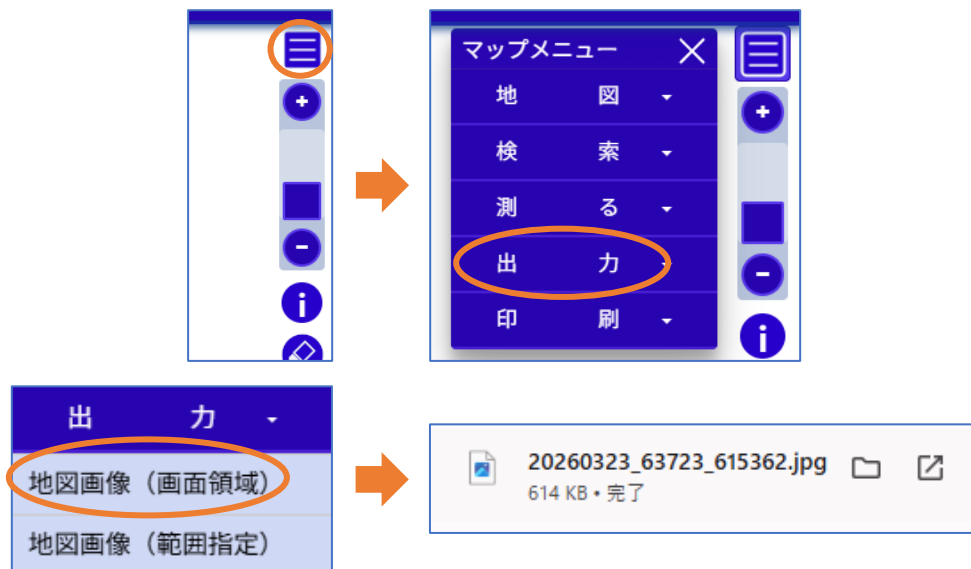 マップメニュー
地 図
検 索
測 る
出 力
印 刷
出 力
地図画像（画面領域）
地図画像（範囲指定）
20260323_63723_615362.jpg
614 KB • 完了